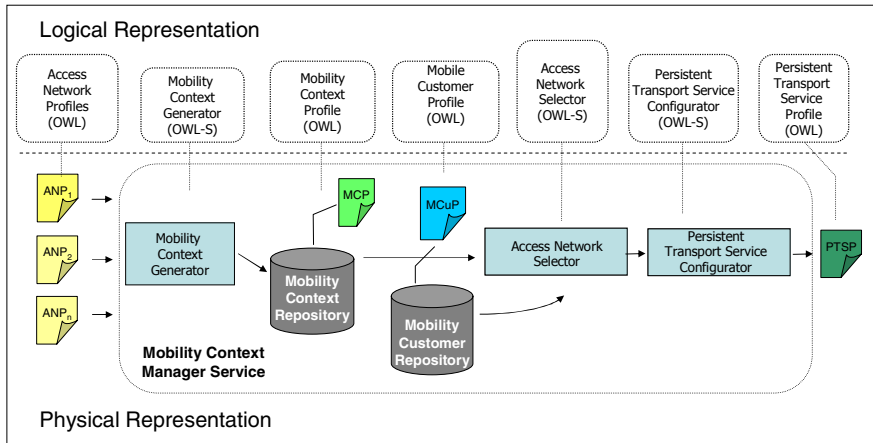 Logical Representation
Access
Network
Profiles
(OWL)
Mobility
Context
Generator
(OWL-S)
Mobility
Context
Profile
(OWL)
Mobile
Customer
Profile
(OWL)
Access
Network
Selector
(OWL-S)
Persistent
Transport Service
Configurator
(OWL-S)
Persistent
Transport
Service
Profile
(OWL)
ANP1
ANP2
ANPn
Mobility
Context
Generator
MCP
Mobility
Context
Repository
MCuP
Mobility
Customer
Repository
Access Network
Selector
Persistent
Transport Service
Configurator
PTSP
Mobility Context
Manager Service
Physical Representation